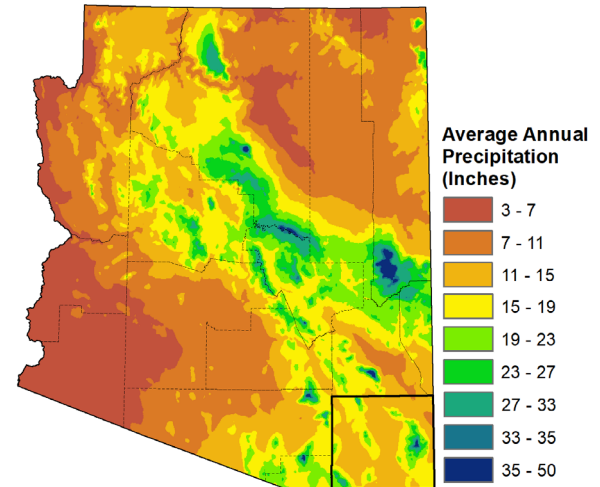 Average Annual
Precipitation
(Inches)
3 - 7
7 - 11
11 - 15
15 - 19
19 - 23
23 - 27
27 - 33
33 - 35
35 - 50